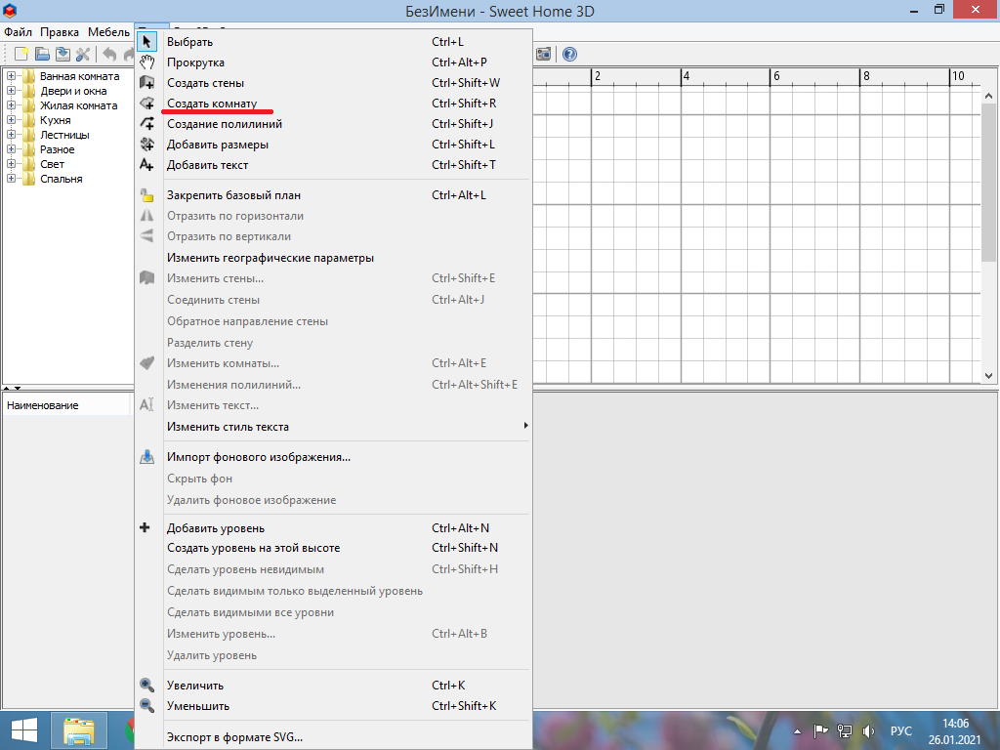 БезИмени - Sweet Home 3D
Файл Правка Мебель
Выбрать Ctrl+L
Прокрутка Ctrl+Alt+P
Создать стены Ctrl+Shift+W
Создать комнату Ctrl+Shift+R
Создание полилиний Ctrl+Shift+J
Добавить размеры Ctrl+Shift+L
Добавить текст Ctrl+Shift+T
Закрепить базовый план Ctrl+Alt+L
Отразить по горизонтали
Отразить по вертикали
Изменить географические параметры
Изменить стены... Ctrl+Shift+E
Соединить стены Ctrl+Alt+J
Обратное направление стены
Разделить стену
Изменить комнаты... Ctrl+Alt+E
Изменения полилиний... Ctrl+Alt+Shift+E
Изменить текст...
Изменить стиль текста
Импорт фонового изображения...
Скрыть фон
Удалить фоновое изображение
Добавить уровень Ctrl+Alt+N
Создать уровень на этой высоте Ctrl+Shift+N
Сделать уровень невидимым Ctrl+Shift+H
Сделать видимым только выделенный уровень
Сделать видимыми все уровни
Изменить уровень... Ctrl+Alt+B
Удалить уровень
Увеличить Ctrl+K
Уменьшить Ctrl+Shift+K
Экспорт в формате SVG...
Ванная комната
Двери и окна
Жилая комната
Кухня
Лестницы
Разное
Свет
Спальня
2 4 6 8 10
Наименование
РУС
14:06
26.01.2021